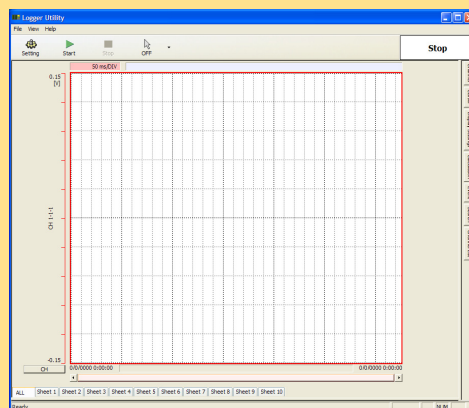 Logger Utility
File View Help
Setting Start Stop OFF
Stop
50 ms/DIV
0.15
[V]
CH 1-1-1
-0.15
CH
0/0/0000 0:00:00 0/0/0000 0:00:00
ALL Sheet 1 Sheet 2 Sheet 3 Sheet 4 Sheet 5 Sheet 6 Sheet 7 Sheet 8 Sheet 9 Sheet 10
Ready NUM